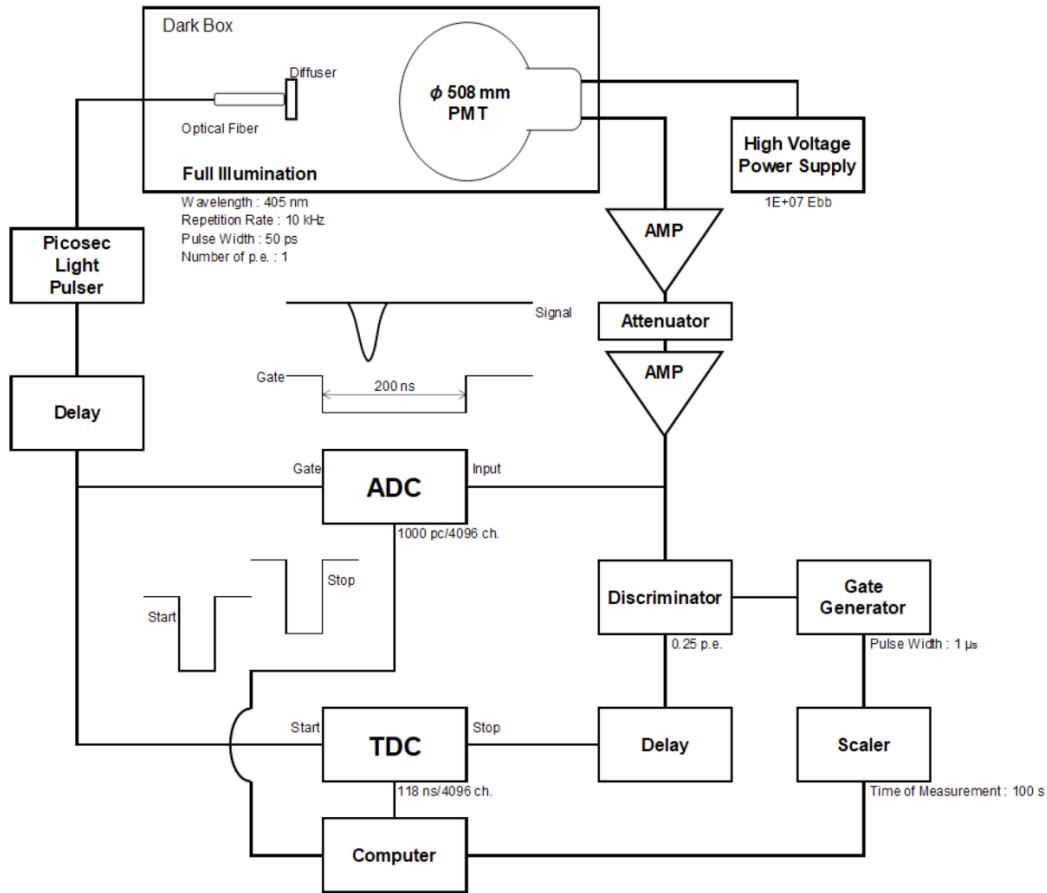 Dark Box
Diffuser
Optical Fiber
ϕ 508 mm
PMT
High Voltage
Power Supply
1E+07 Ebb
Full Illumination
Wavelength : 405 nm
Repetition Rate : 10 kHz
Pulse Width : 50 ps
Number of p.e. : 1
Picosec
Light
Pulser
AMP
Attenuator
AMP
Signal
Gate
200 ns
Delay
Gate
ADC
Input
1000 pc/4096 ch.
Start
Stop
Discriminator
0.25 p.e.
Gate
Generator
Pulse Width : 1 μs
Start
TDC
Stop
118 ns/4096 ch.
Delay
Scaler
Time of Measurement : 100 s
Computer